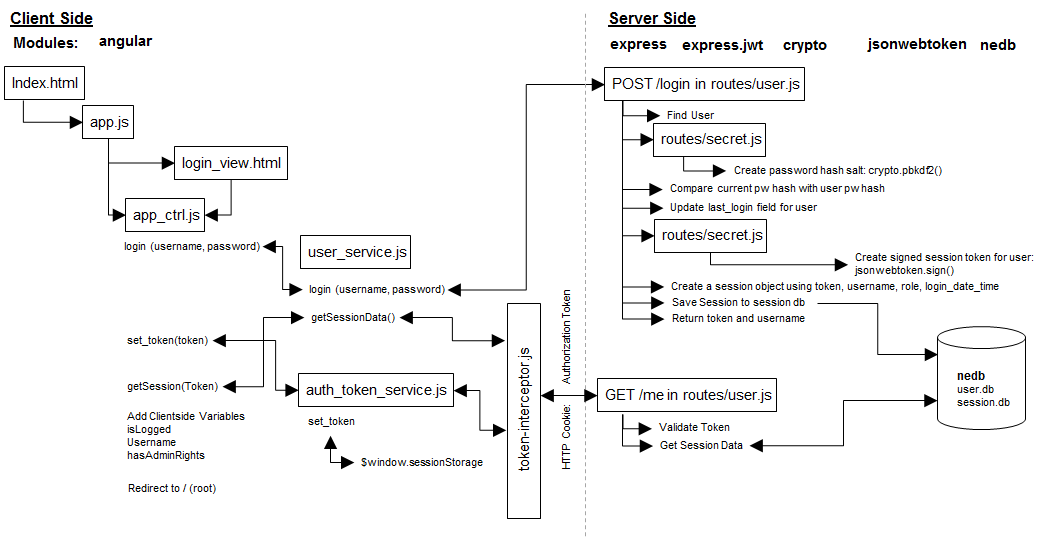 Client Side
Modules: angular
Index.html
app.js
login_view.html
app_ctrl.js
login (username, password)
user_service.js
login (username, password)
getSessionData()
set_token(token)
getSession(Token)
auth_token_service.js
set_token
$window.sessionStorage
Add Clientside Variables
isLogged
Username
hasAdminRights
Redirect to / (root)
token-interceptor.js
HTTP Cookie: Authorization Token
Server Side
express express.jwt crypto jsonwebtoken nedb
POST /login in routes/user.js
Find User
routes/secret.js
Create password hash salt: crypto.pbkdf2()
Compare current pw hash with user pw hash
Update last_login field for user
routes/secret.js
Create signed session token for user:
jsonwebtoken.sign()
Create a session object using token, username, role, login_date_time
Save Session to session db
Return token and username
GET /me in routes/user.js
Validate Token
Get Session Data
nedb
user.db
session.db